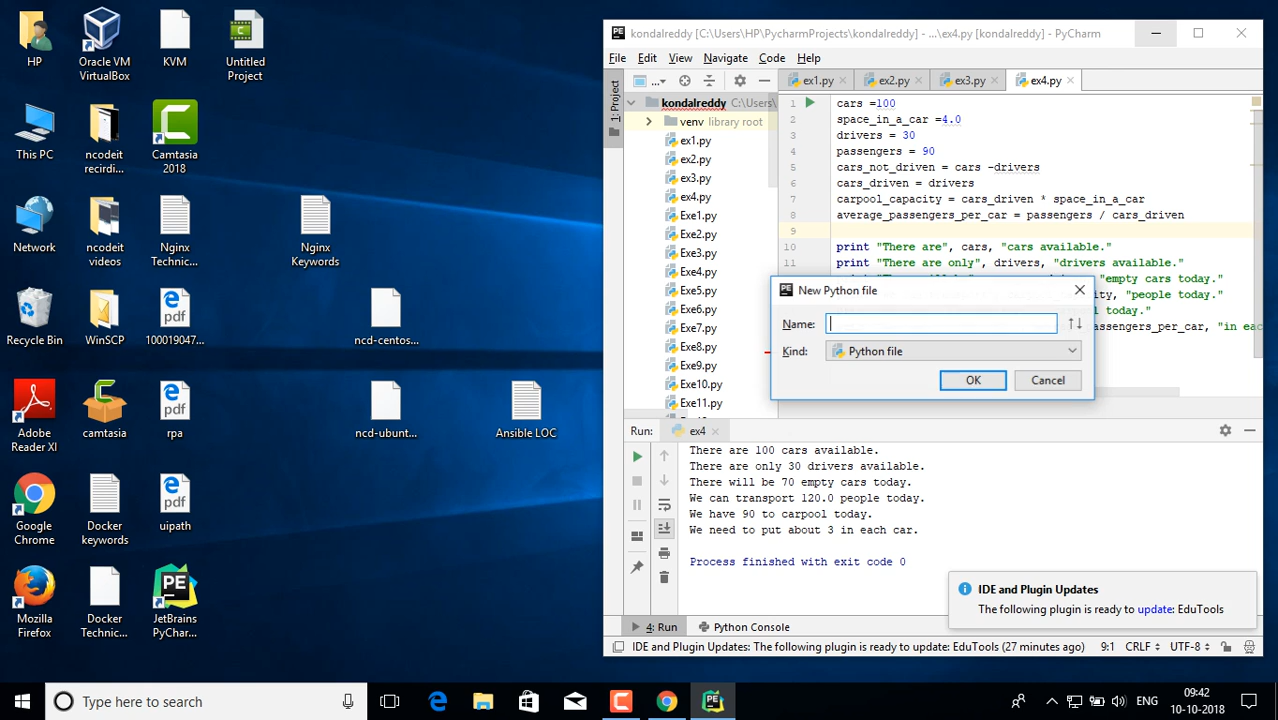 HP
Oracle VM
VirtualBox
KVM
Untitled
Project
This PC
ncodeit
recirdi...
Camtasia
2018
Network
ncodeit
videos
Nginx
Technic...
Nginx
Keywords
Recycle Bin
WinSCP
100019047...
ncd-centos...
Adobe
Reader XI
camtasia
rpa
ncd-ubunt...
Ansible LOC
Google
Chrome
Docker
keywords
uipath
Mozilla
Firefox
Docker
Technic...
JetBrains
PyChar...
kondalreddy [C:\Users\HP\PycharmProjects\kondalreddy] - ...\ex4.py [kondalreddy] - PyCharm
File Edit View Navigate Code Help
1: Project
ex1.py ex2.py ex3.py ex4.py
kondalreddy C:\Users\
venv library root
ex1.py
ex2.py
ex3.py
ex4.py
Exe1.py
Exe2.py
Exe3.py
Exe4.py
Exe5.py
Exe6.py
Exe7.py
Exe8.py
Exe9.py
Exe10.py
Exe11.py
1 cars =100
2 space_in_a_car =4.0
3 drivers = 30
4 passengers = 90
5 cars_not_driven = cars -drivers
6 cars_driven = drivers
7 carpool_capacity = cars_driven * space_in_a_car
8 average_passengers_per_car = passengers / cars_driven
9
10 print "There are", cars, "cars available."
11 print "There are only", drivers, "drivers available."
"empty cars today."
ity, "people today."
l today."
passengers_per_car, "in eac
New Python file
Name:
Kind: Python file
OK Cancel
Run: ex4
There are 100 cars available.
There are only 30 drivers available.
There will be 70 empty cars today.
We can transport 120.0 people today.
We have 90 to carpool today.
We need to put about 3 in each car.
Process finished with exit code 0
IDE and Plugin Updates
The following plugin is ready to update: EduTools
4: Run Python Console
IDE and Plugin Updates: The following plugin is ready to update: EduTools (27 minutes ago) 9:1 CRLF UTF-8
Type here to search
ENG
09:42
10-10-2018